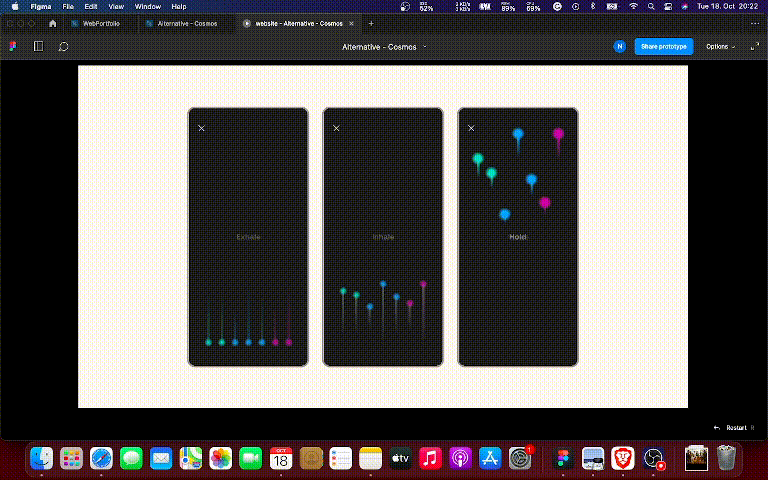 Figma File Edit View Window Help
52% 89% 69% Tue 18. Oct 20:22
WebPortfolio Alternative - Cosmos website - Alternative - Cosmos
Alternative - Cosmos N Share prototype Options
Exhale Inhale Hold
Restart R
OCT
18
tv